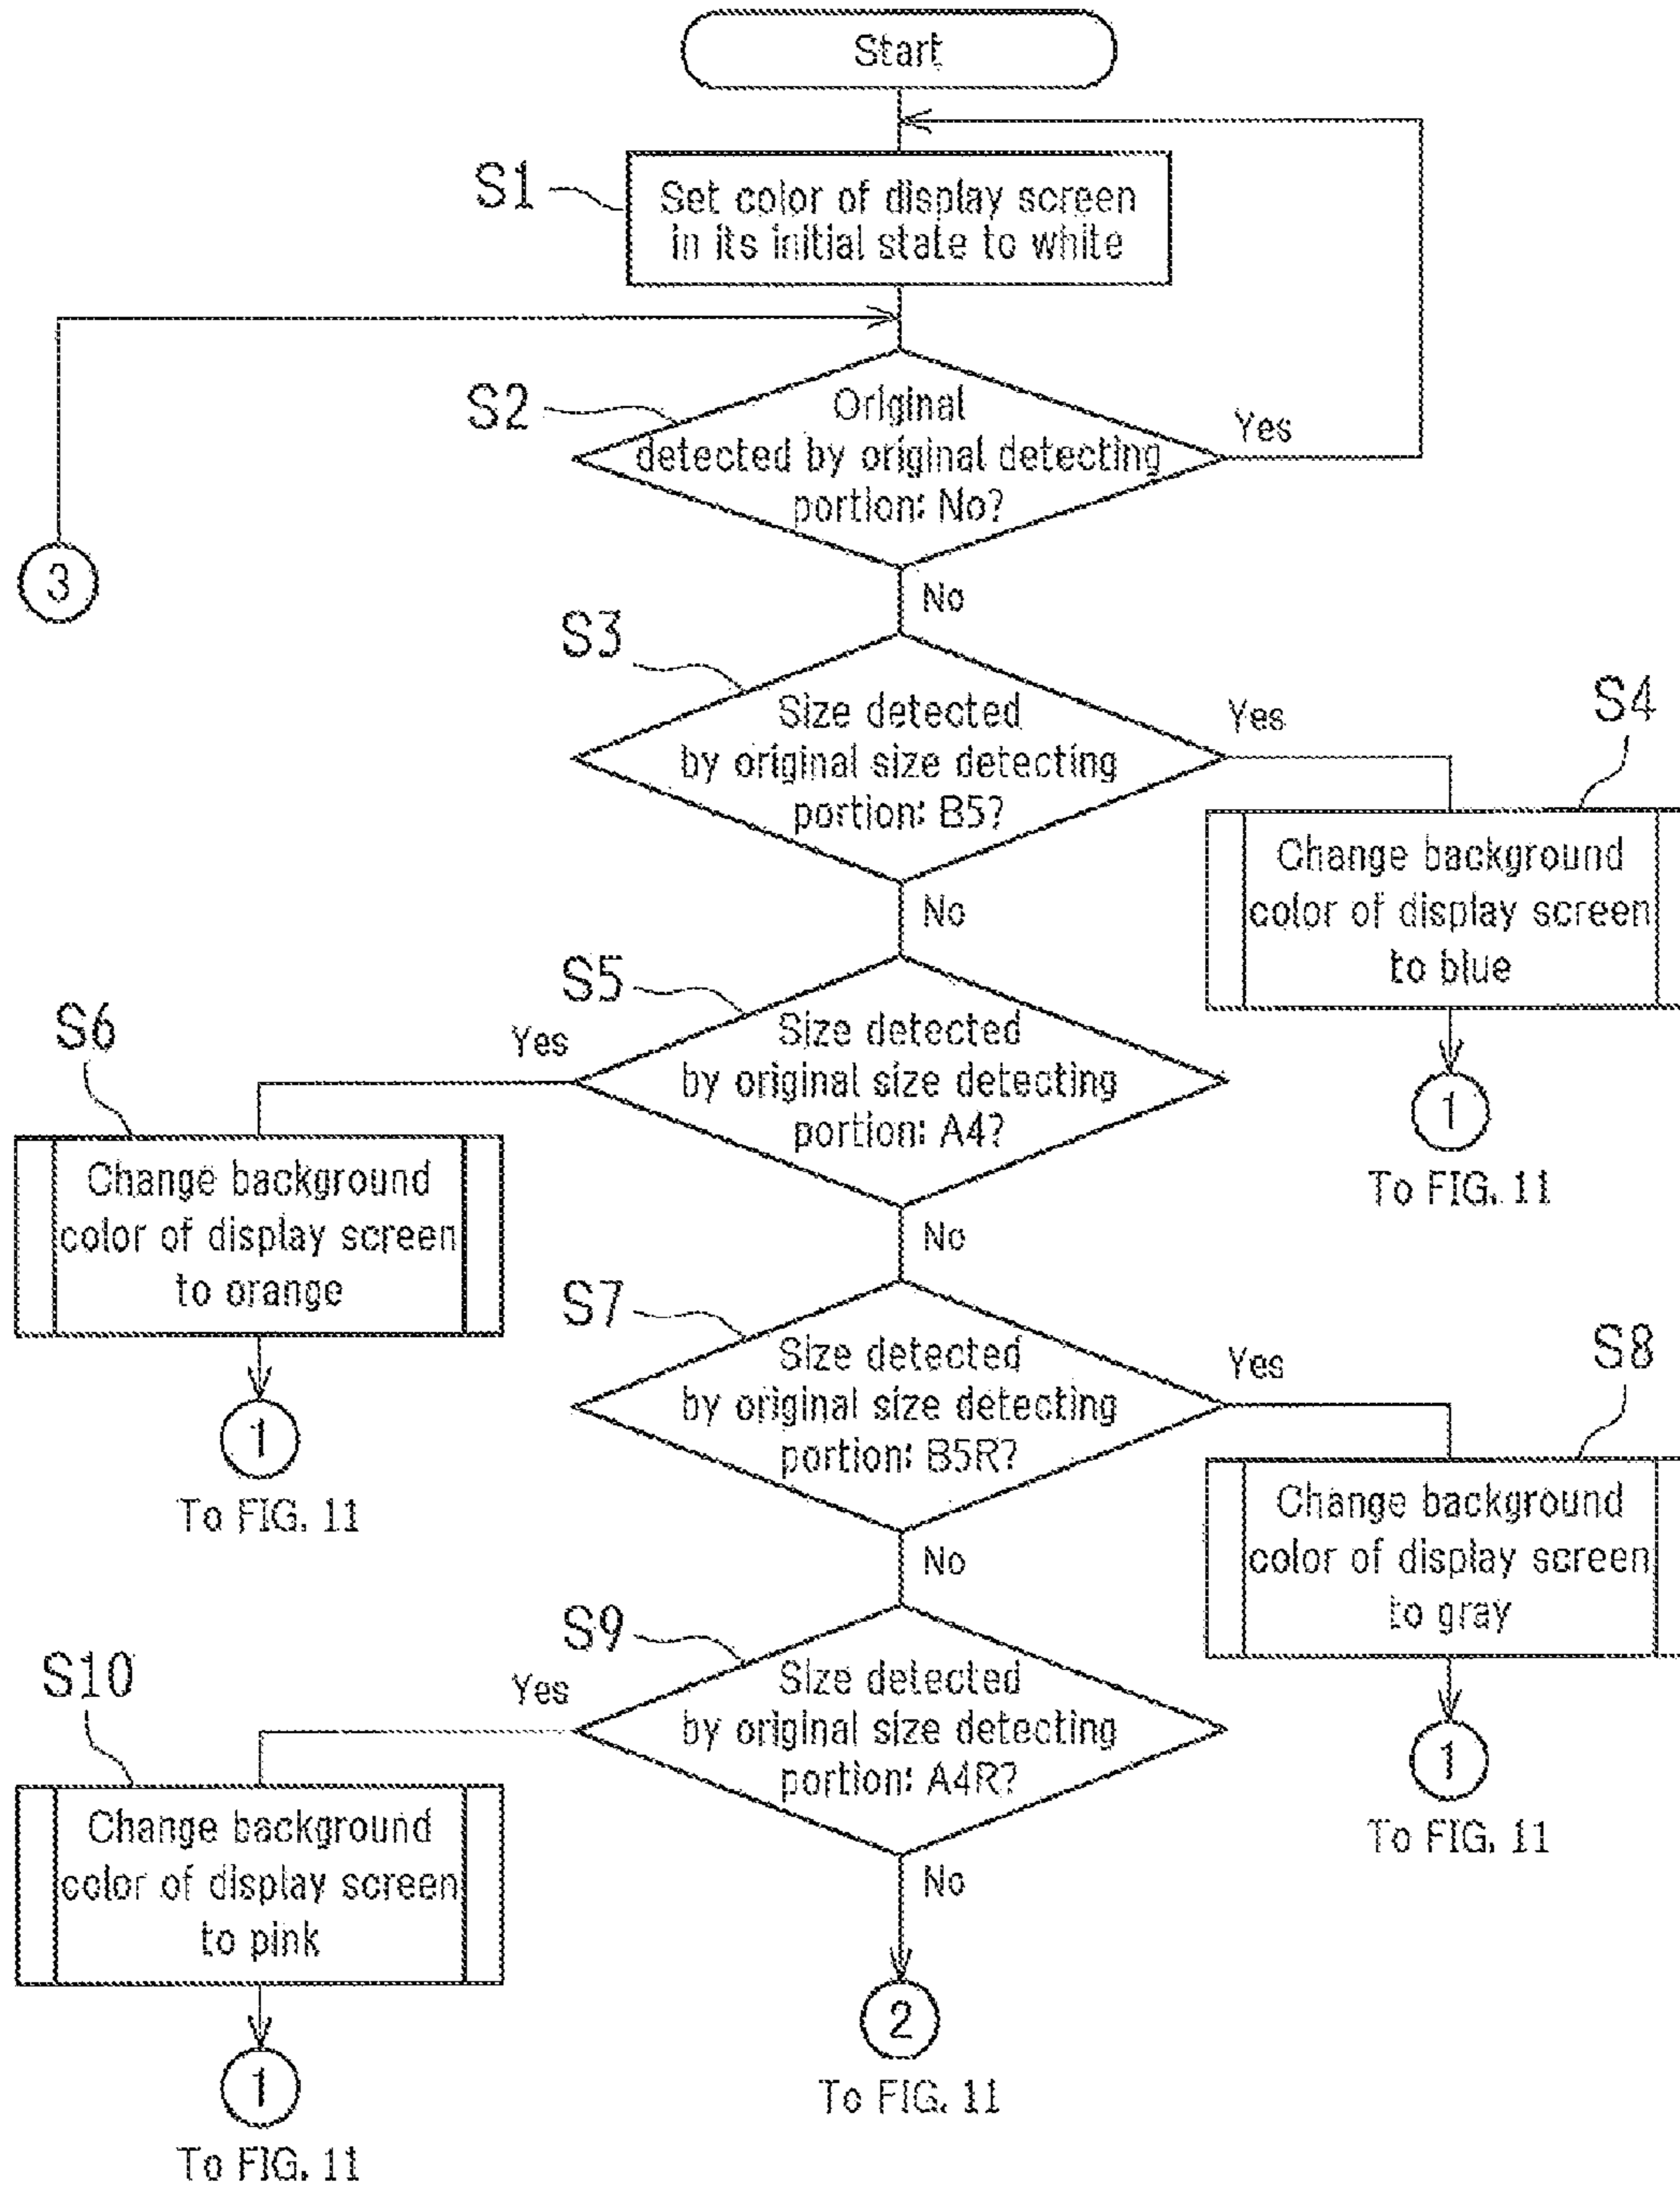 Start
S1
Set color of display screen
in its initial state to white
S2
Original
detected by original detecting
portion: No?
Yes
3
No
S3
Size detected
by original size detecting
portion: B5?
Yes
S4
Change background
color of display screen
to blue
1
To FIG. 11
No
S5
Size detected
by original size detecting
portion: A4?
Yes
S6
Change background
color of display screen
to orange
1
To FIG. 11
No
S7
Size detected
by original size detecting
portion: B5R?
Yes
S8
Change background
color of display screen
to gray
1
To FIG. 11
No
S9
Size detected
by original size detecting
portion: A4R?
Yes
S10
Change background
color of display screen
to pink
1
To FIG. 11
No
2
To FIG. 11